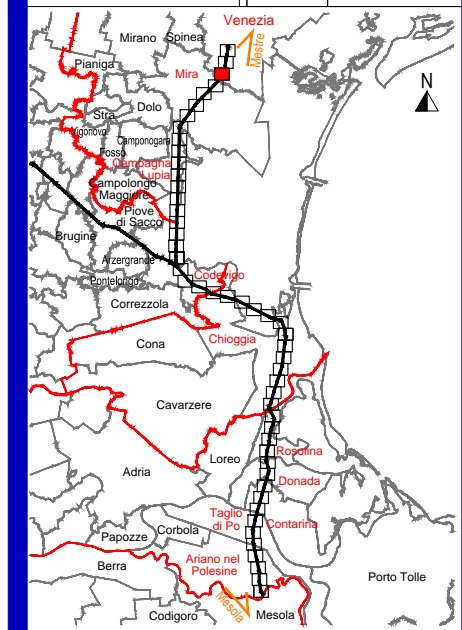 Venezia
Mirano
Spinea
Mestre
Pianiga
Mira
N
Dolo
Stra
Vigonovo
Camponogara
Fosso
Campagna
Lupia
Campolongo
Maggiore
Piove
di Sacco
Brugine
Arzergrande
Codevigo
Pontelongo
Correzzola
Chioggia
Cona
Cavarzere
Rosolina
Loreo
Adria
Donada
Taglio
di Po
Contarina
Corbola
Papozze
Ariano nel
Polesine
Berra
Porto Tolle
Mesola
Mesola
Codigoro